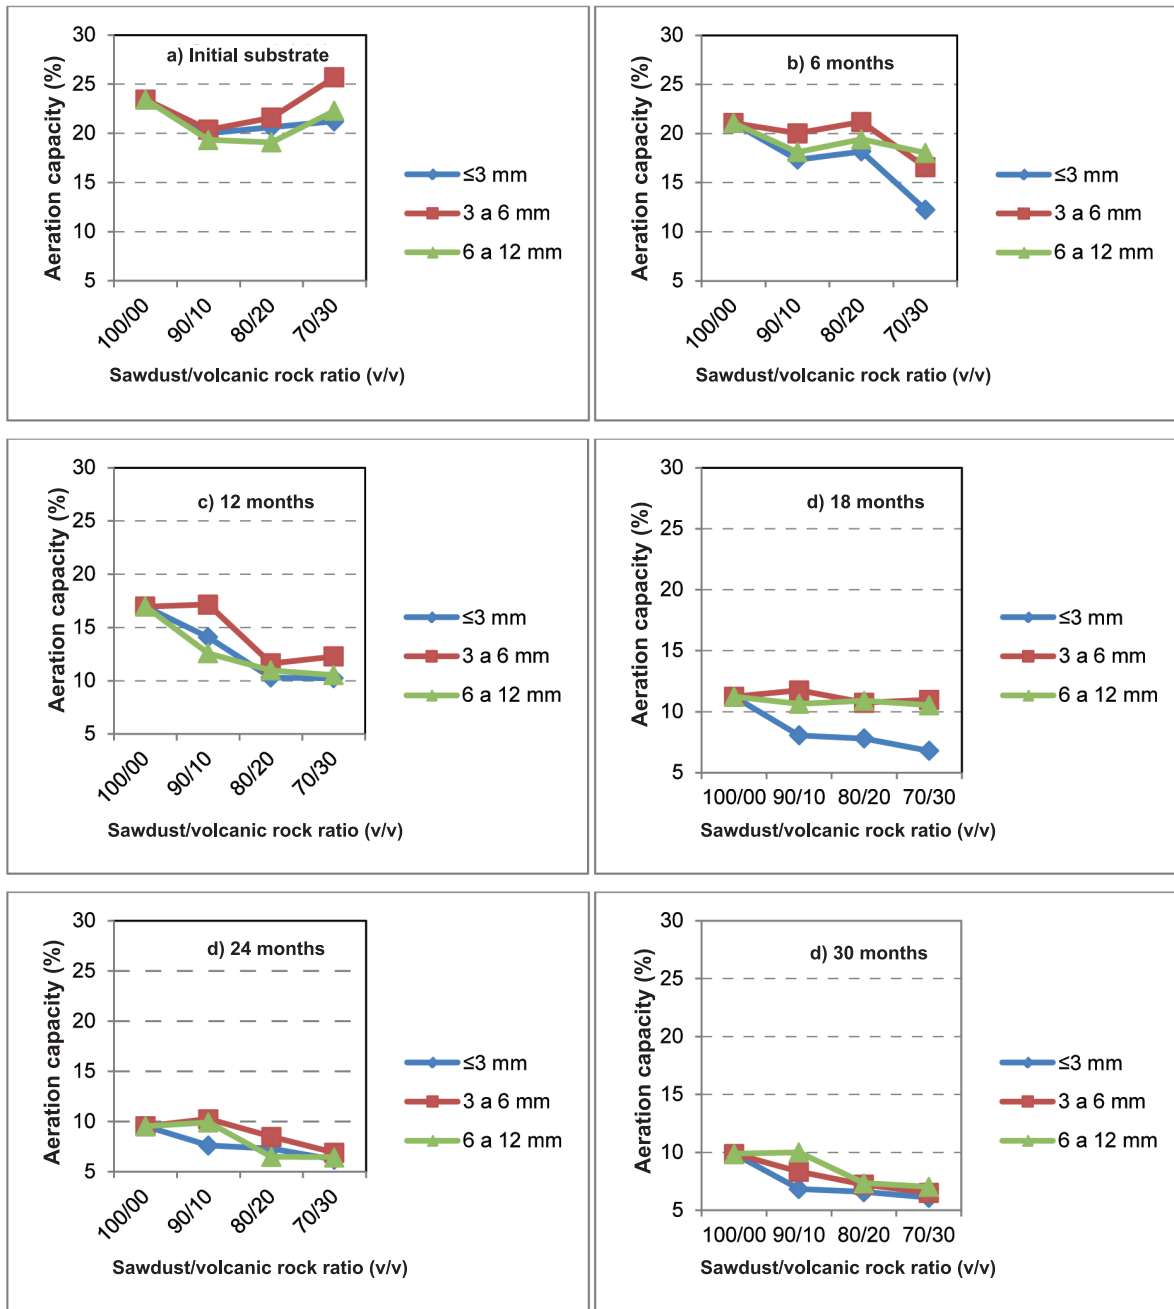 a) Initial substrate
Aeration capacity (%)
30
25
20
15
10
5
100/00
90/10
80/20
70/30
Sawdust/volcanic rock ratio (v/v)
≤3 mm
3 a 6 mm
6 a 12 mm
b) 6 months
Aeration capacity (%)
30
25
20
15
10
5
100/00
90/10
80/20
70/30
Sawdust/volcanic rock ratio (v/v)
≤3 mm
3 a 6 mm
6 a 12 mm
c) 12 months
Aeration capacity (%)
30
25
20
15
10
5
100/00
90/10
80/20
70/30
Sawdust/volcanic rock ratio (v/v)
≤3 mm
3 a 6 mm
6 a 12 mm
d) 18 months
Aeration capacity (%)
30
25
20
15
10
5
100/00 90/10 80/20 70/30
Sawdust/volcanic rock ratio (v/v)
≤3 mm
3 a 6 mm
6 a 12 mm
d) 24 months
Aeration capacity (%)
30
25
20
15
10
5
100/00
90/10
80/20
70/30
Sawdust/volcanic rock ratio (v/v)
≤3 mm
3 a 6 mm
6 a 12 mm
d) 30 months
Aeration capacity (%)
30
25
20
15
10
5
100/00 90/10 80/20 70/30
Sawdust/volcanic rock ratio (v/v)
≤3 mm
3 a 6 mm
6 a 12 mm